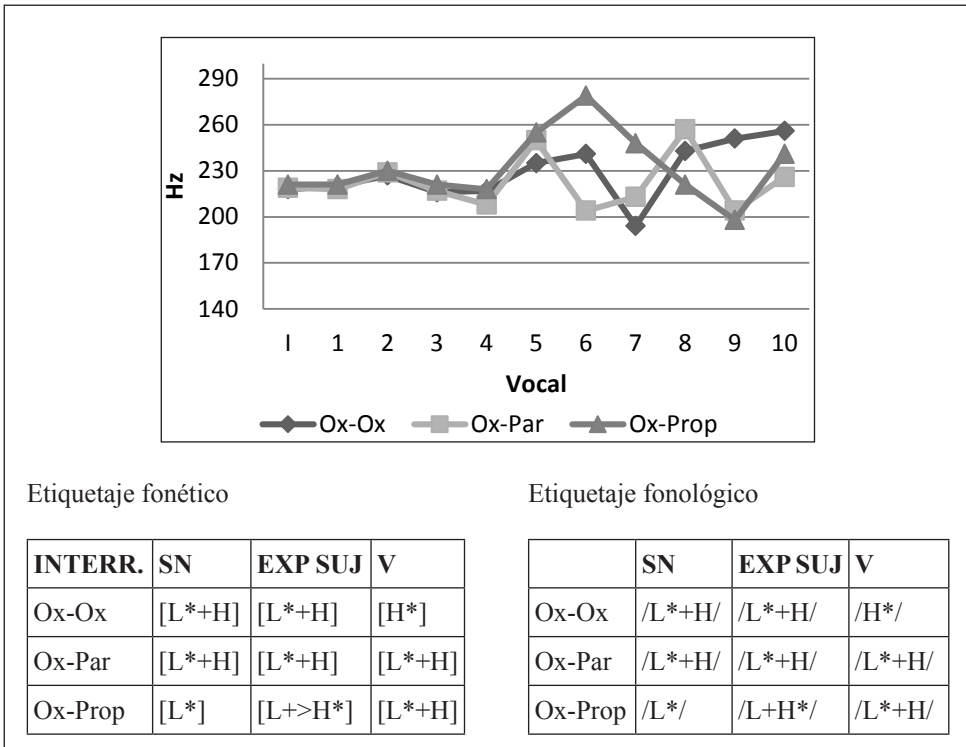 290
260
230
200
170
140
Hz
I 1 2 3 4 5 6 7 8 9 10
Vocal
Ox-Ox Ox-Par Ox-Prop
Etiquetaje fonético
INTERR. SN EXP SUJ V
Ox-Ox [L*+H] [L*+H] [H*]
Ox-Par [L*+H] [L*+H] [L*+H]
Ox-Prop [L*] [L+>H*] [L*+H]
Etiquetaje fonológico
SN EXP SUJ V
Ox-Ox /L*+H/ /L*+H/ /H*/
Ox-Par /L*+H/ /L*+H/ /L*+H/
Ox-Prop /L*/ /L+H*/ /L*+H/